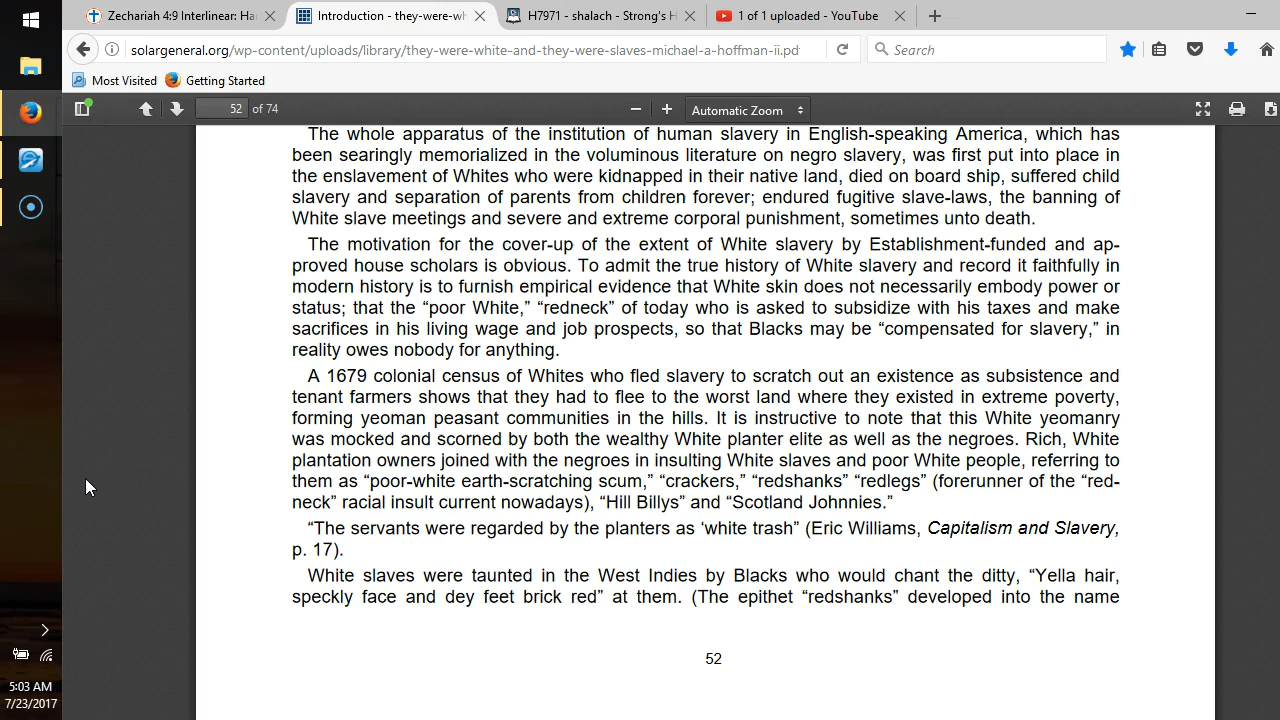 Zechariah 4:9 Interlinear: Har
Introduction - they-were-wh
H7971 - shalach - Strong's H
1 of 1 uploaded - YouTube
solargeneral.org/wp-content/uploads/library/they-were-white-and-they-were-slaves-michael-a-hoffman-ii.pdf
Search
Most Visited
Getting Started
52 of 74
Automatic Zoom
The whole apparatus of the institution of human slavery in English-speaking America, which has
been searingly memorialized in the voluminous literature on negro slavery, was first put into place in
the enslavement of Whites who were kidnapped in their native land, died on board ship, suffered child
slavery and separation of parents from children forever; endured fugitive slave-laws, the banning of
White slave meetings and severe and extreme corporal punishment, sometimes unto death.
The motivation for the cover-up of the extent of White slavery by Establishment-funded and ap-
proved house scholars is obvious. To admit the true history of White slavery and record it faithfully in
modern history is to furnish empirical evidence that White skin does not necessarily embody power or
status; that the “poor White,” “redneck” of today who is asked to subsidize with his taxes and make
sacrifices in his living wage and job prospects, so that Blacks may be “compensated for slavery,” in
reality owes nobody for anything.
A 1679 colonial census of Whites who fled slavery to scratch out an existence as subsistence and
tenant farmers shows that they had to flee to the worst land where they existed in extreme poverty,
forming yeoman peasant communities in the hills. It is instructive to note that this White yeomanry
was mocked and scorned by both the wealthy White planter elite as well as the negroes. Rich, White
plantation owners joined with the negroes in insulting White slaves and poor White people, referring to
them as “poor-white earth-scratching scum,” “crackers,” “redshanks” “redlegs” (forerunner of the “red-
neck” racial insult current nowadays), “Hill Billys” and “Scotland Johnnies.”
“The servants were regarded by the planters as ‘white trash” (Eric Williams, Capitalism and Slavery,
p. 17).
White slaves were taunted in the West Indies by Blacks who would chant the ditty, “Yella hair,
speckly face and dey feet brick red” at them. (The epithet “redshanks” developed into the name
52
5:03 AM
7/23/2017